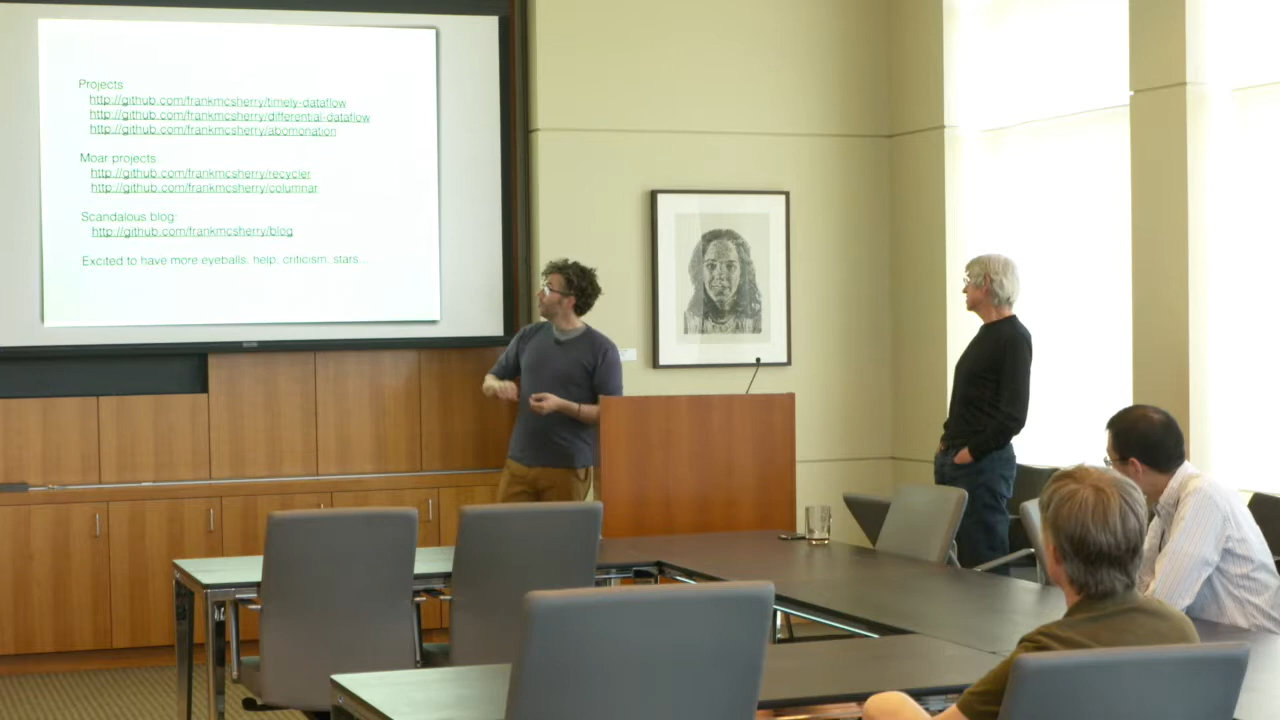 Projects
http://github.com/frankmcsherry/timely-dataflow
http://github.com/frankmcsherry/differential-dataflow
http://github.com/frankmcsherry/abomonation
Moar projects
http://github.com/frankmcsherry/recycler
http://github.com/frankmcsherry/columnar
Scandalous blog:
http://github.com/frankmcsherry/blog
Excited to have more eyeballs, help, criticism, stars...